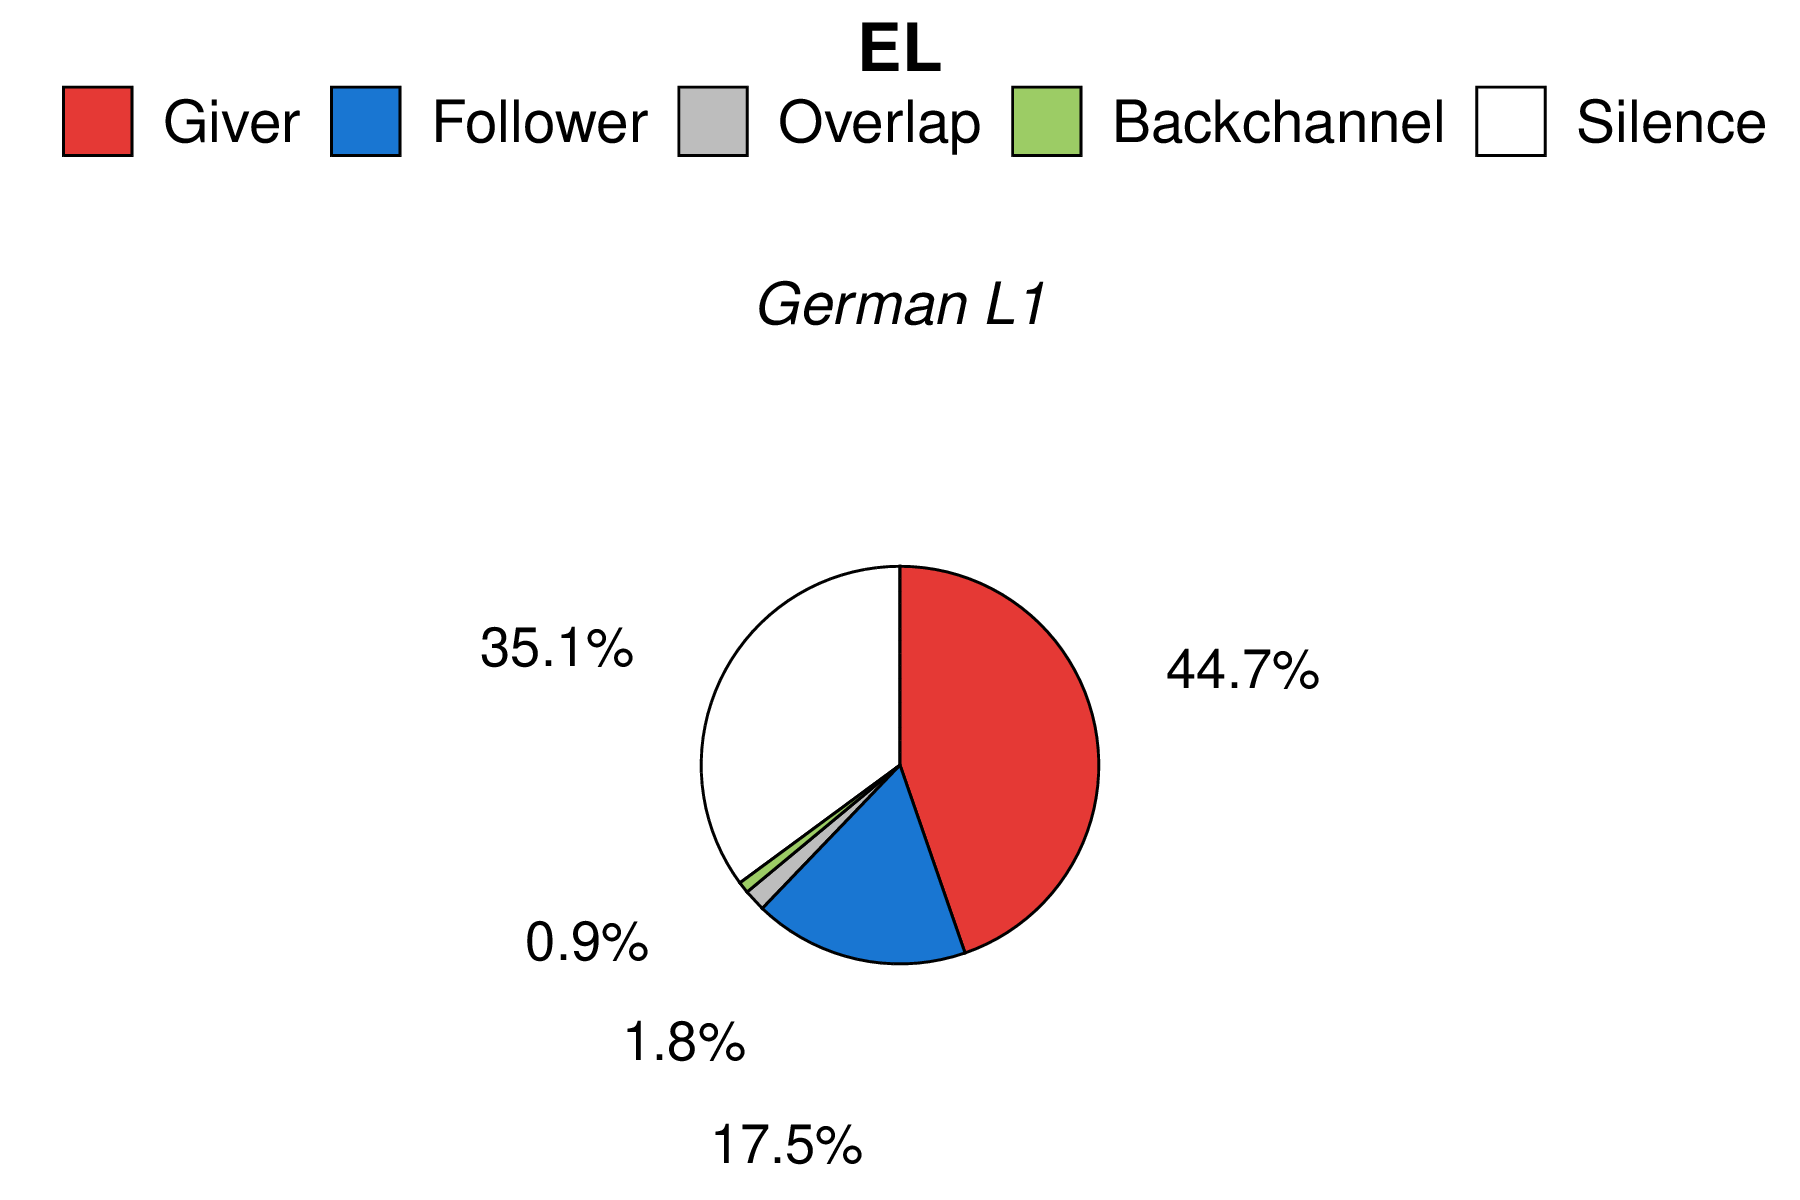 EL
Giver Follower Overlap Backchannel Silence
German L1
35.1%
44.7%
0.9%
1.8%
17.5%